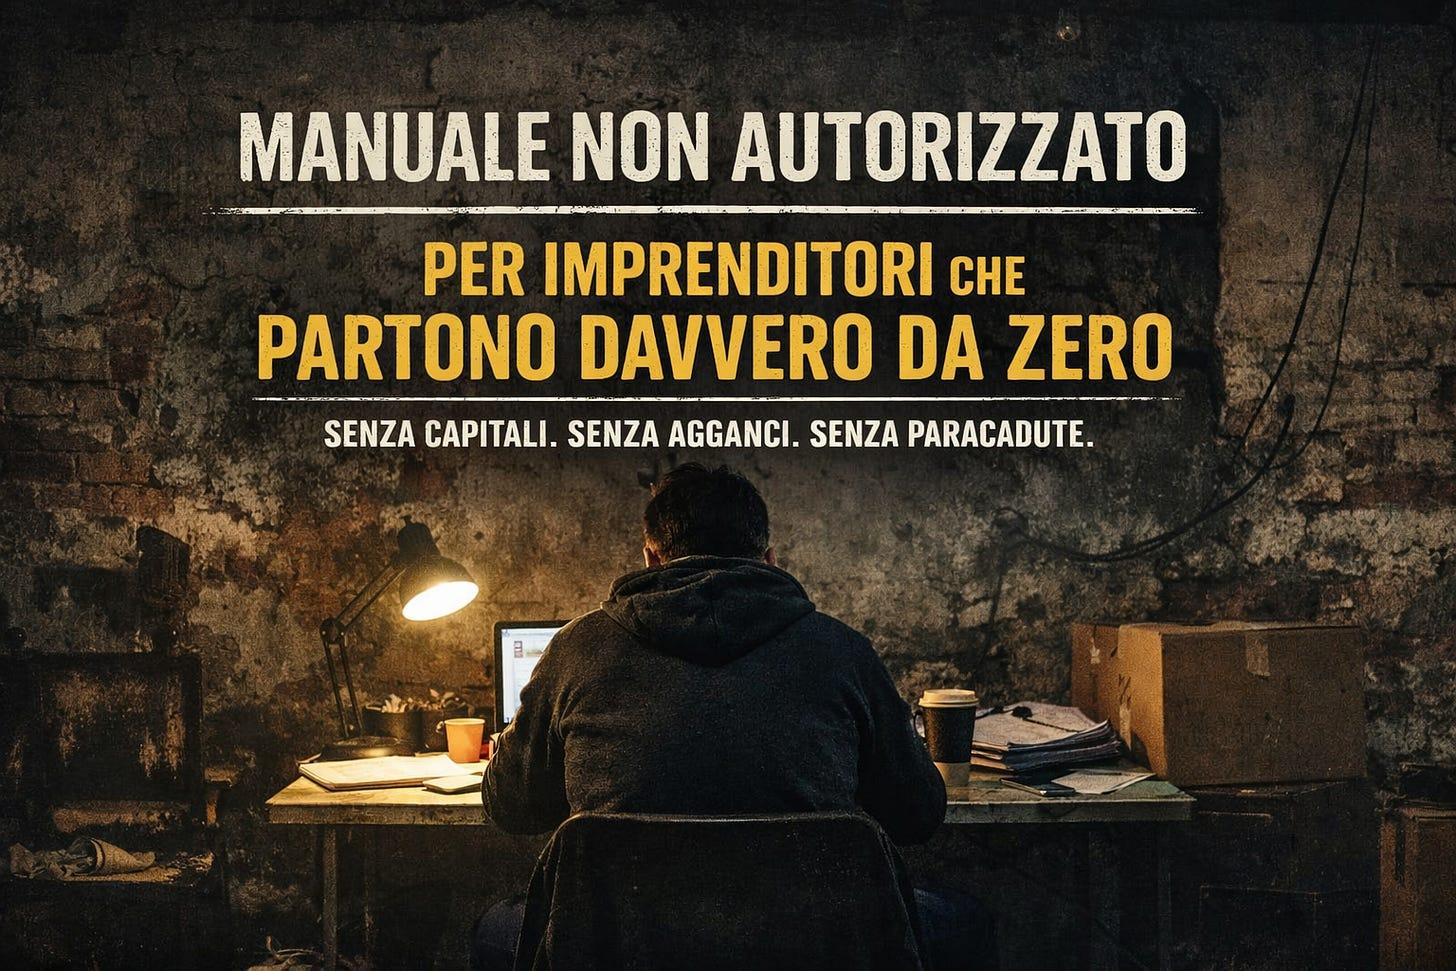 MANUALE NON AUTORIZZATO
PER IMPRENDITORI CHE
PARTONO DAVVERO DA ZERO
SENZA CAPITALI. SENZA AGGANCI. SENZA PARACADUTE.